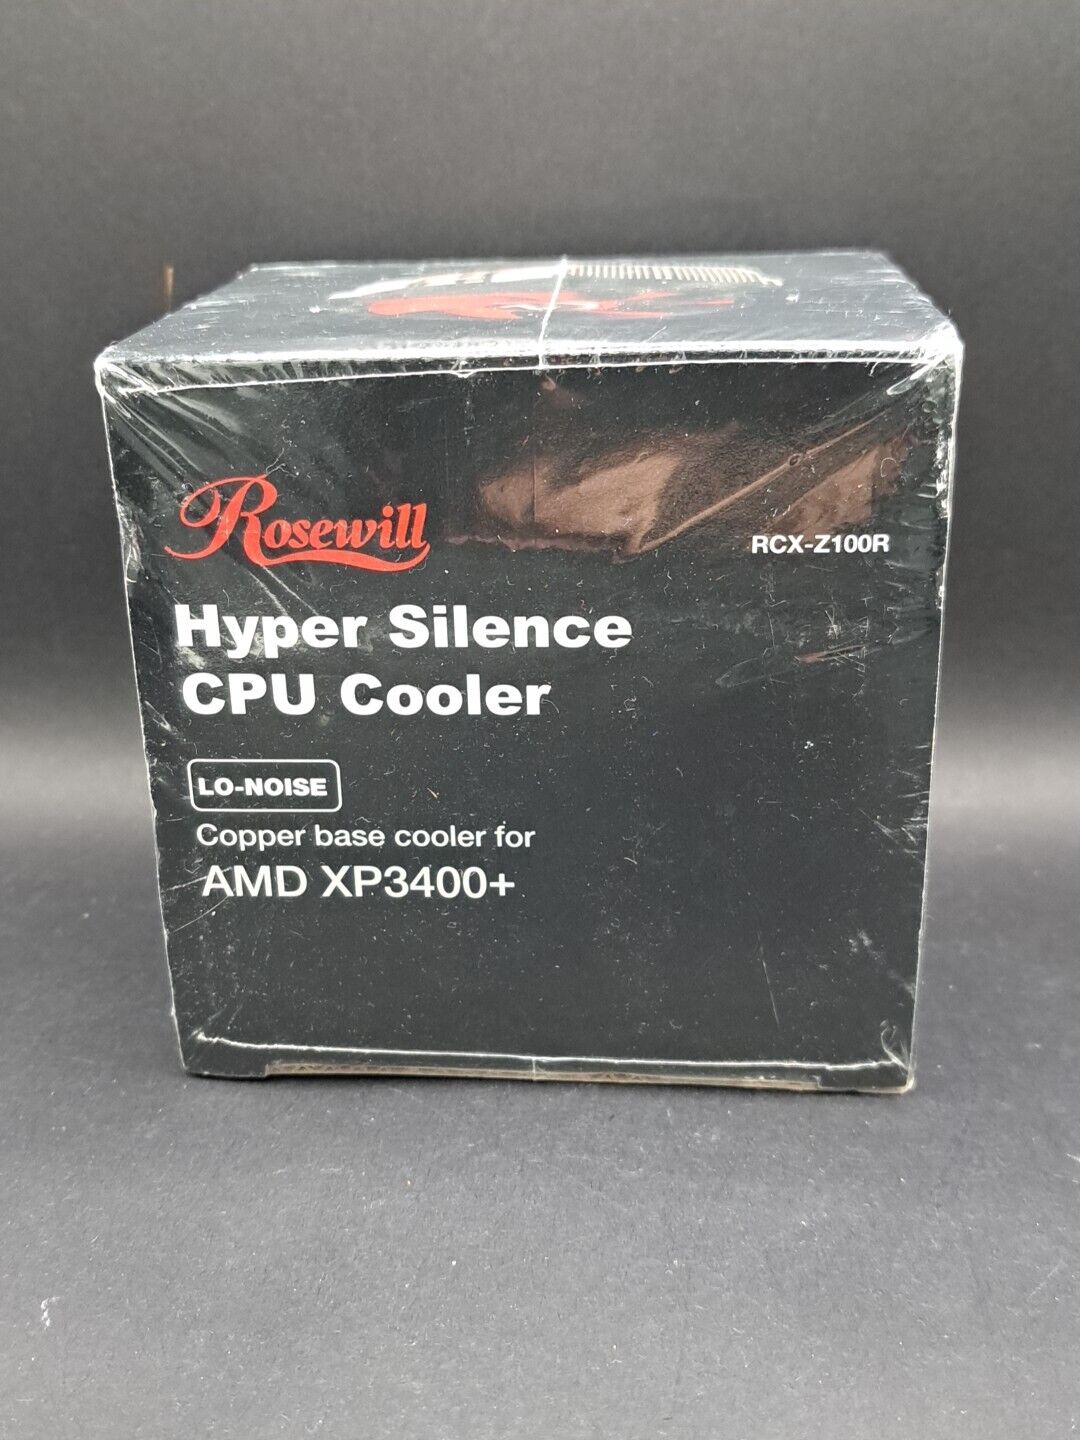 Rosewill
RCX-Z100R
Hyper Silence
CPU Cooler
LO-NOISE
Copper base cooler for
AMD XP3400+